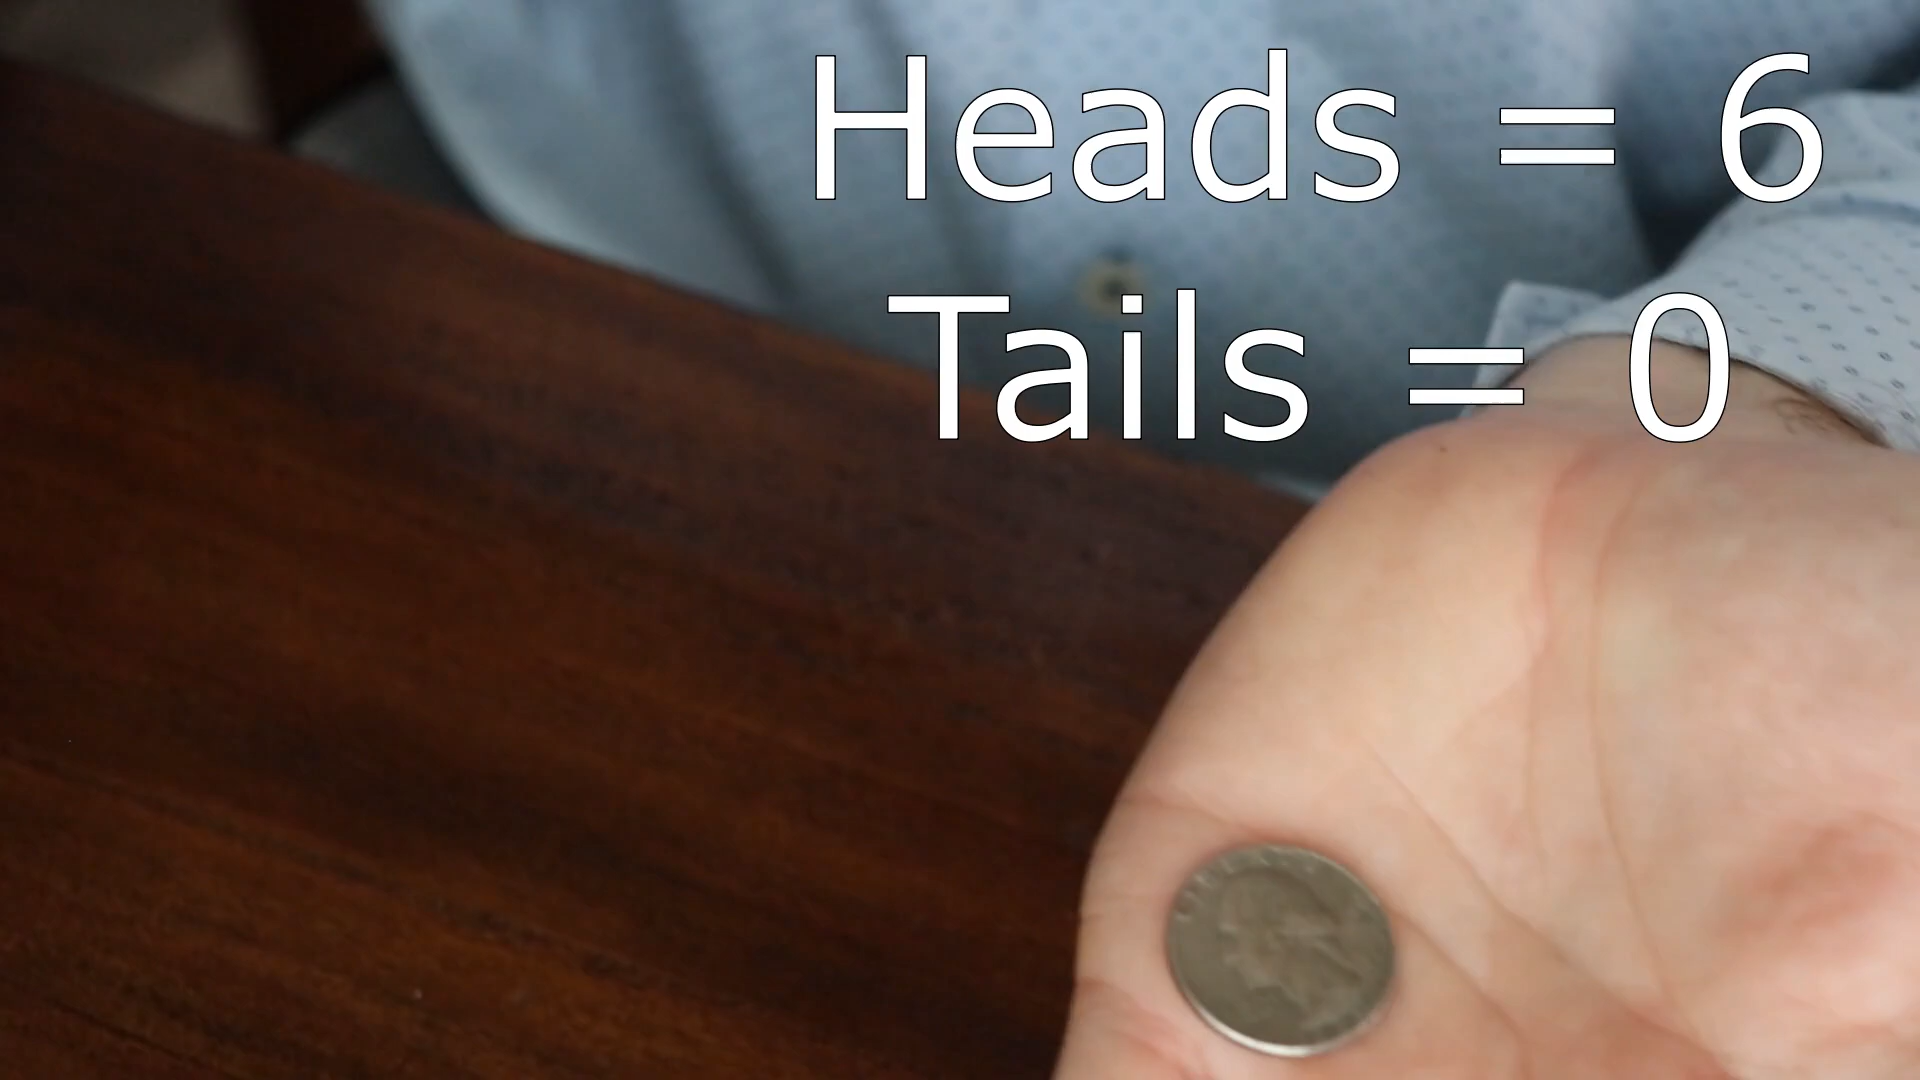 Heads = 6
Tails = 0